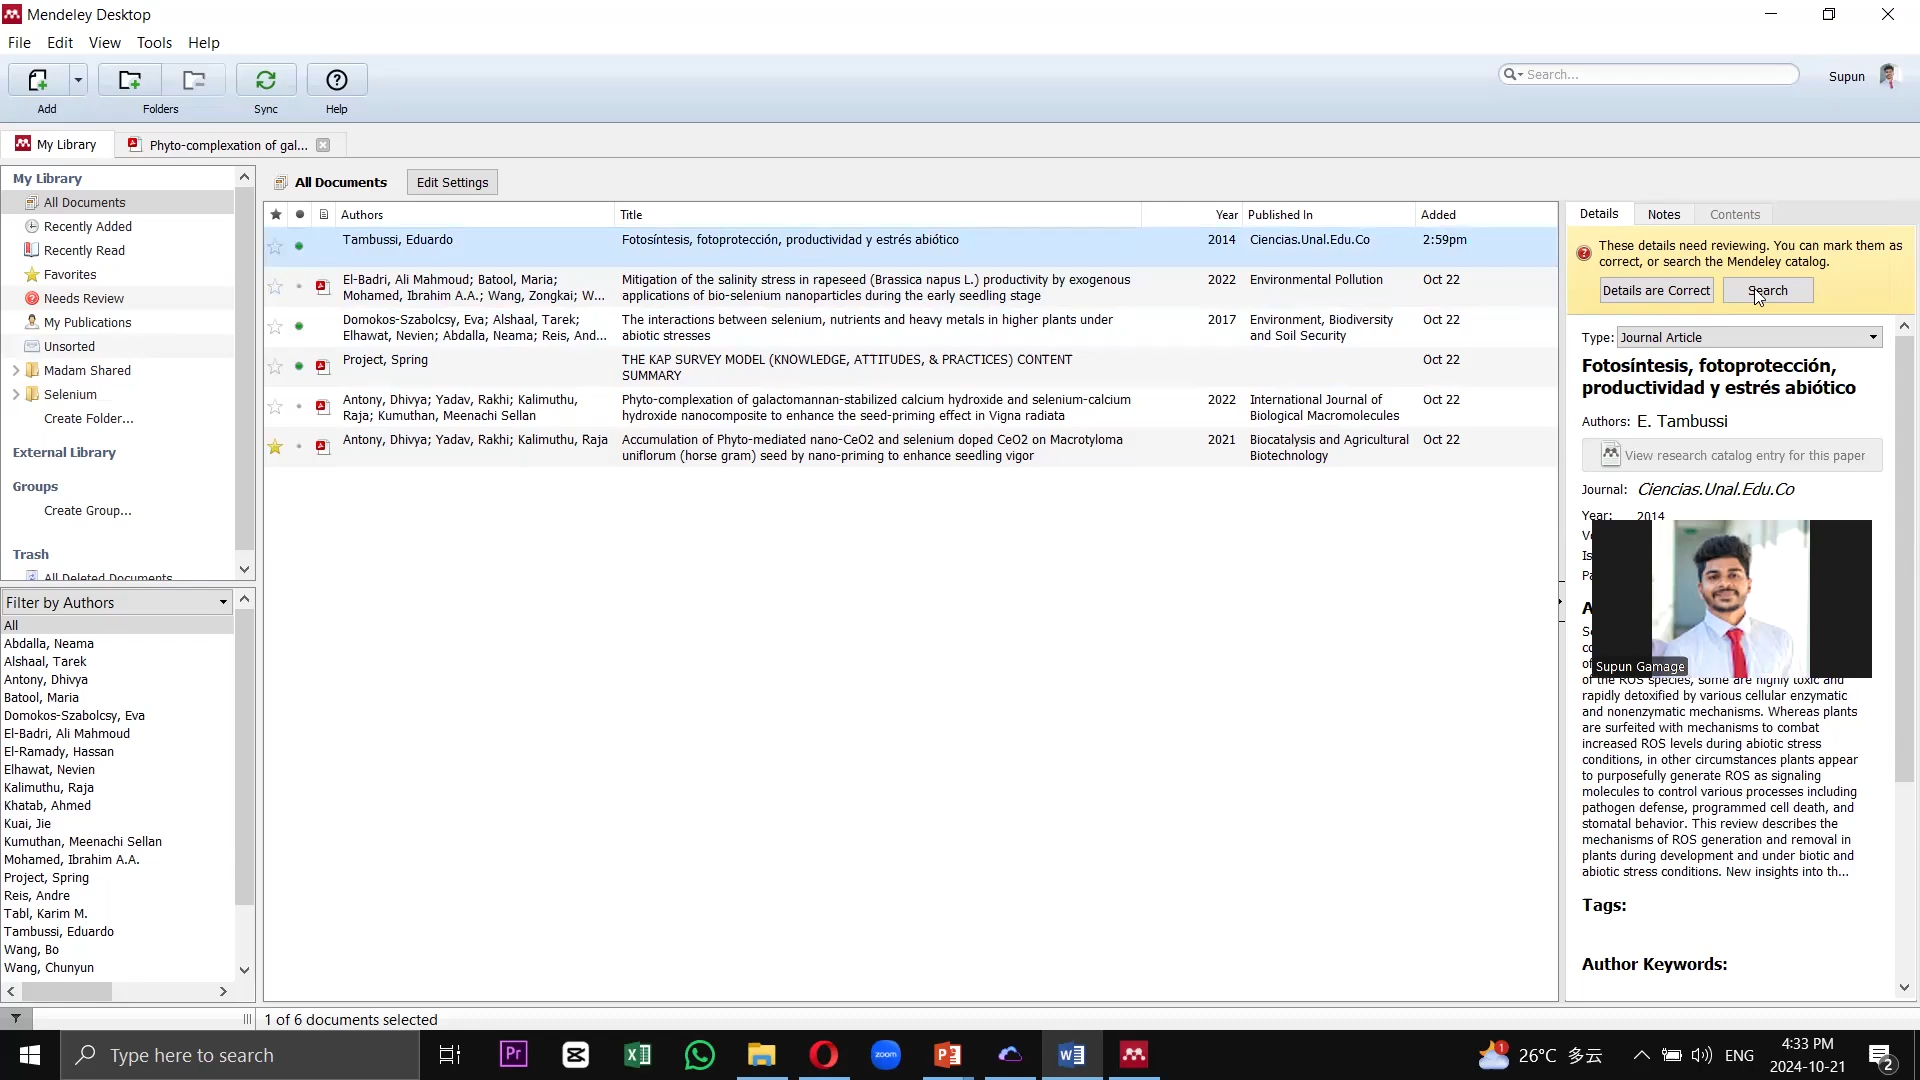 Mendeley Desktop
File Edit View Tools Help
Search... Supun
Add Folders Sync Help
My Library Phyto-complexation of gal...
My Library
All Documents
Recently Added
Recently Read
Favorites
Needs Review
My Publications
Unsorted
Madam Shared
Selenium
Create Folder...
External Library
Groups
Create Group...
Trash
All Deleted Documents
Filter by Authors
All
Abdalla, Neama
Alshaal, Tarek
Antony, Dhivya
Batool, Maria
Domokos-Szabolcsy, Eva
El-Badri, Ali Mahmoud
El-Ramady, Hassan
Elhawat, Nevien
Kalimuthu, Raja
Khatab, Ahmed
Kuai, Jie
Kumuthan, Meenachi Sellan
Mohamed, Ibrahim A.A.
Project, Spring
Reis, Andre
Tabl, Karim M.
Tambussi, Eduardo
Wang, Bo
Wang, Chunyun
All Documents Edit Settings
Authors Title Year Published In Added
Tambussi, Eduardo Fotosíntesis, fotoprotección, productividad y estrés abiótico 2014 Ciencias.Unal.Edu.Co 2:59pm
El-Badri, Ali Mahmoud; Batool, Maria; Mitigation of the salinity stress in rapeseed (Brassica napus L.) productivity by exogenous 2022 Environmental Pollution Oct 22
Mohamed, Ibrahim A.A.; Wang, Zongkai; W... applications of bio-selenium nanoparticles during the early seedling stage
Domokos-Szabolcsy, Eva; Alshaal, Tarek; The interactions between selenium, nutrients and heavy metals in higher plants under 2017 Environment, Biodiversity Oct 22
Elhawat, Nevien; Abdalla, Neama; Reis, And... abiotic stresses and Soil Security
Project, Spring THE KAP SURVEY MODEL (KNOWLEDGE, ATTITUDES, & PRACTICES) CONTENT Oct 22
SUMMARY
Antony, Dhivya; Yadav, Rakhi; Kalimuthu, Phyto-complexation of galactomannan-stabilized calcium hydroxide and selenium-calcium 2022 International Journal of Oct 22
Raja; Kumuthan, Meenachi Sellan hydroxide nanocomposite to enhance the seed-priming effect in Vigna radiata Biological Macromolecules
Antony, Dhivya; Yadav, Rakhi; Kalimuthu, Raja Accumulation of Phyto-mediated nano-CeO2 and selenium doped CeO2 on Macrotyloma 2021 Biocatalysis and Agricultural Oct 22
uniflorum (horse gram) seed by nano-priming to enhance seedling vigor Biotechnology
1 of 6 documents selected
Details Notes Contents
These details need reviewing. You can mark them as
correct, or search the Mendeley catalog.
Details are Correct Search
Type: Journal Article
Fotosíntesis, fotoprotección,
productividad y estrés abiótico
Authors: E. Tambussi
View research catalog entry for this paper
Journal: Ciencias.Unal.Edu.Co
Year: 2014
Supun Gamage
of the ROS species, some are highly toxic and
rapidly detoxified by various cellular enzymatic
and nonenzymatic mechanisms. Whereas plants
are surfeited with mechanisms to combat
increased ROS levels during abiotic stress
conditions, in other circumstances plants appear
to purposefully generate ROS as signaling
molecules to control various processes including
pathogen defense, programmed cell death, and
stomatal behavior. This review describes the
mechanisms of ROS generation and removal in
plants during development and under biotic and
abiotic stress conditions. New insights into th...
Tags:
Author Keywords:
Type here to search Pr zoom 1 26°C 多云 ENG 4:33 PM
2024-10-21 2